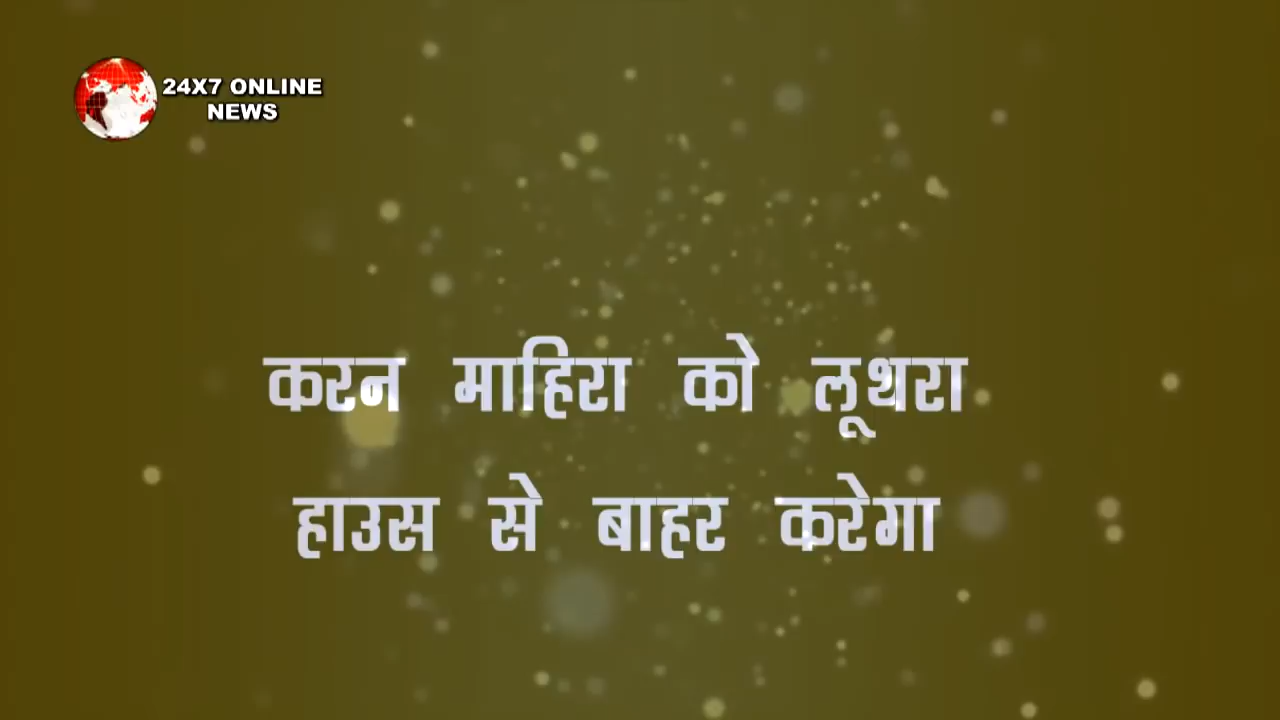 24X7 ONLINE
NEWS
करन माहिरा को लूथरा
हाउस से बाहर करेगा